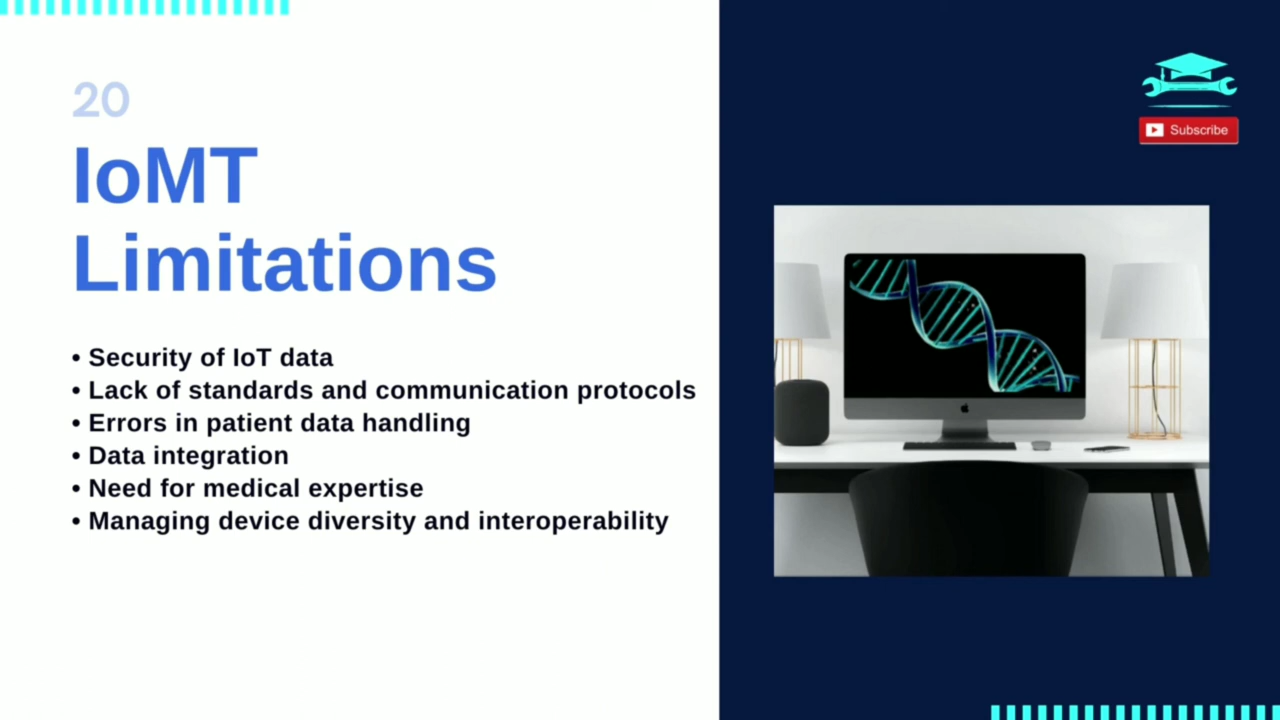 20
IoMT
Limitations
• Security of IoT data
• Lack of standards and communication protocols
• Errors in patient data handling
• Data integration
• Need for medical expertise
• Managing device diversity and interoperability
Subscribe